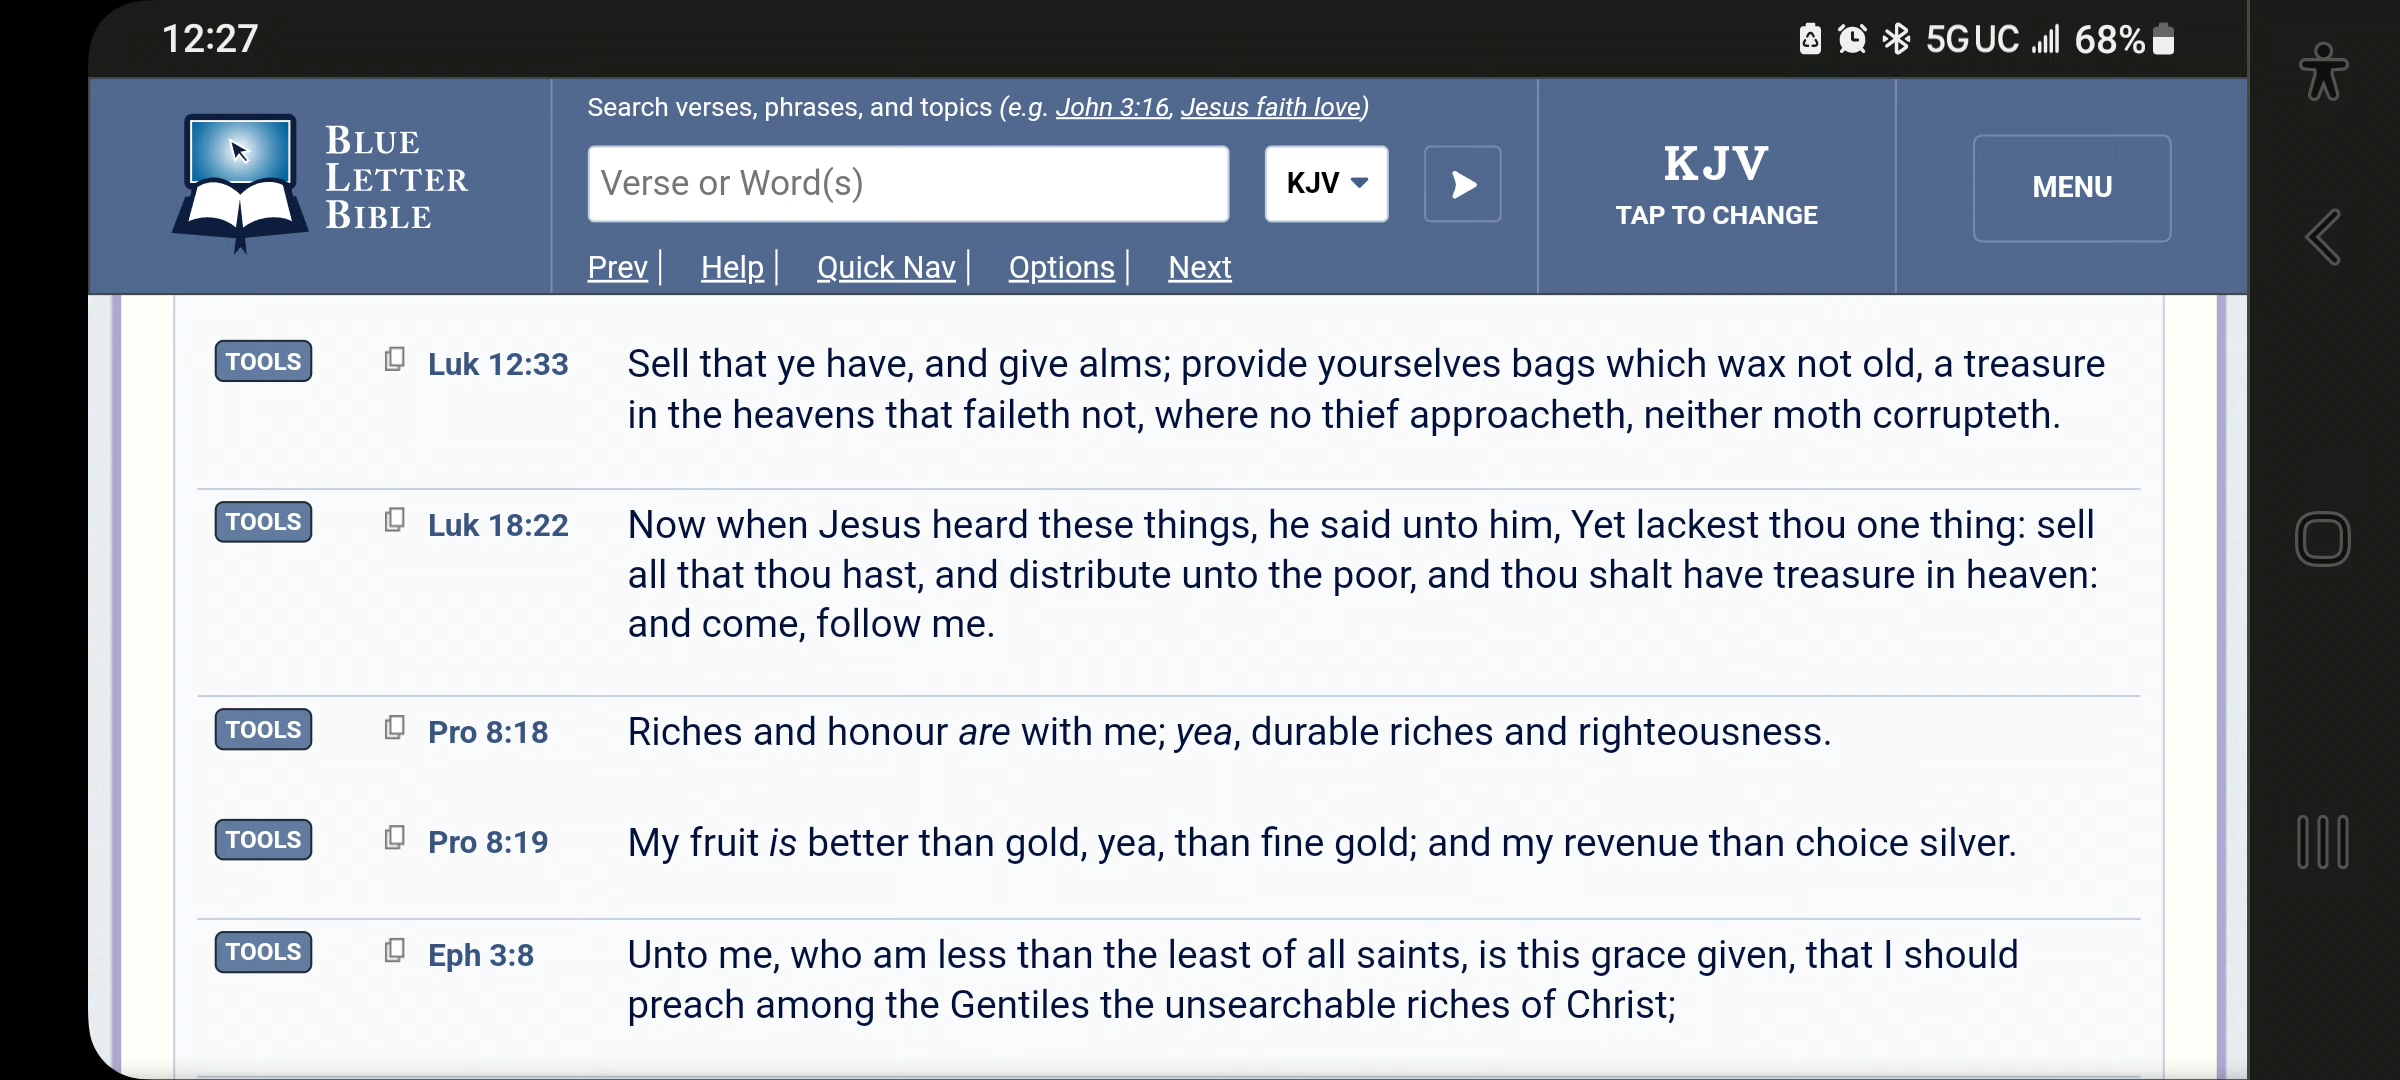 12:27
5G UC 68%
BLUE
LETTER
BIBLE
Search verses, phrases, and topics (e.g. John 3:16, Jesus faith love)
Verse or Word(s)
KJV
KJV
TAP TO CHANGE
MENU
Prev | Help | Quick Nav | Options | Next
TOOLS Luk 12:33 Sell that ye have, and give alms; provide yourselves bags which wax not old, a treasure
in the heavens that faileth not, where no thief approacheth, neither moth corrupteth.
TOOLS Luk 18:22 Now when Jesus heard these things, he said unto him, Yet lackest thou one thing: sell
all that thou hast, and distribute unto the poor, and thou shalt have treasure in heaven:
and come, follow me.
TOOLS Pro 8:18 Riches and honour are with me; yea, durable riches and righteousness.
TOOLS Pro 8:19 My fruit is better than gold, yea, than fine gold; and my revenue than choice silver.
TOOLS Eph 3:8 Unto me, who am less than the least of all saints, is this grace given, that I should
preach among the Gentiles the unsearchable riches of Christ;